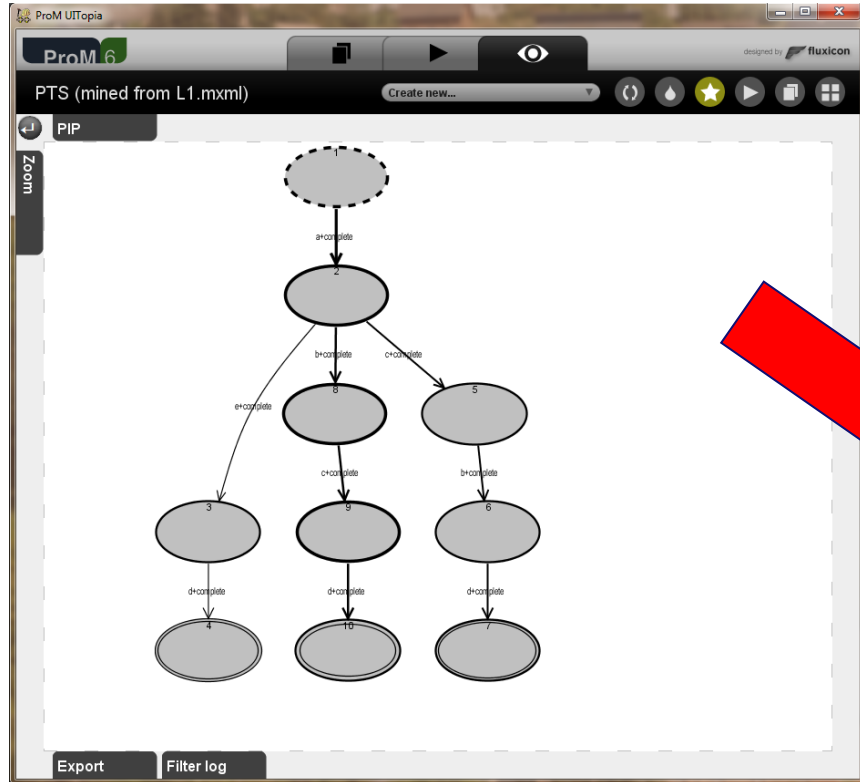 ProM UITopia
ProM 6
designed by fluxicon
PTS (mined from L1.mxml)
Create new...
PIP
Zoom
1
a+complete
2
b+complete
c+complete
8
5
e+complete
c+complete
b+complete
3
9
6
d+complete
d+complete
d+complete
4
10
7
Export
Filter log